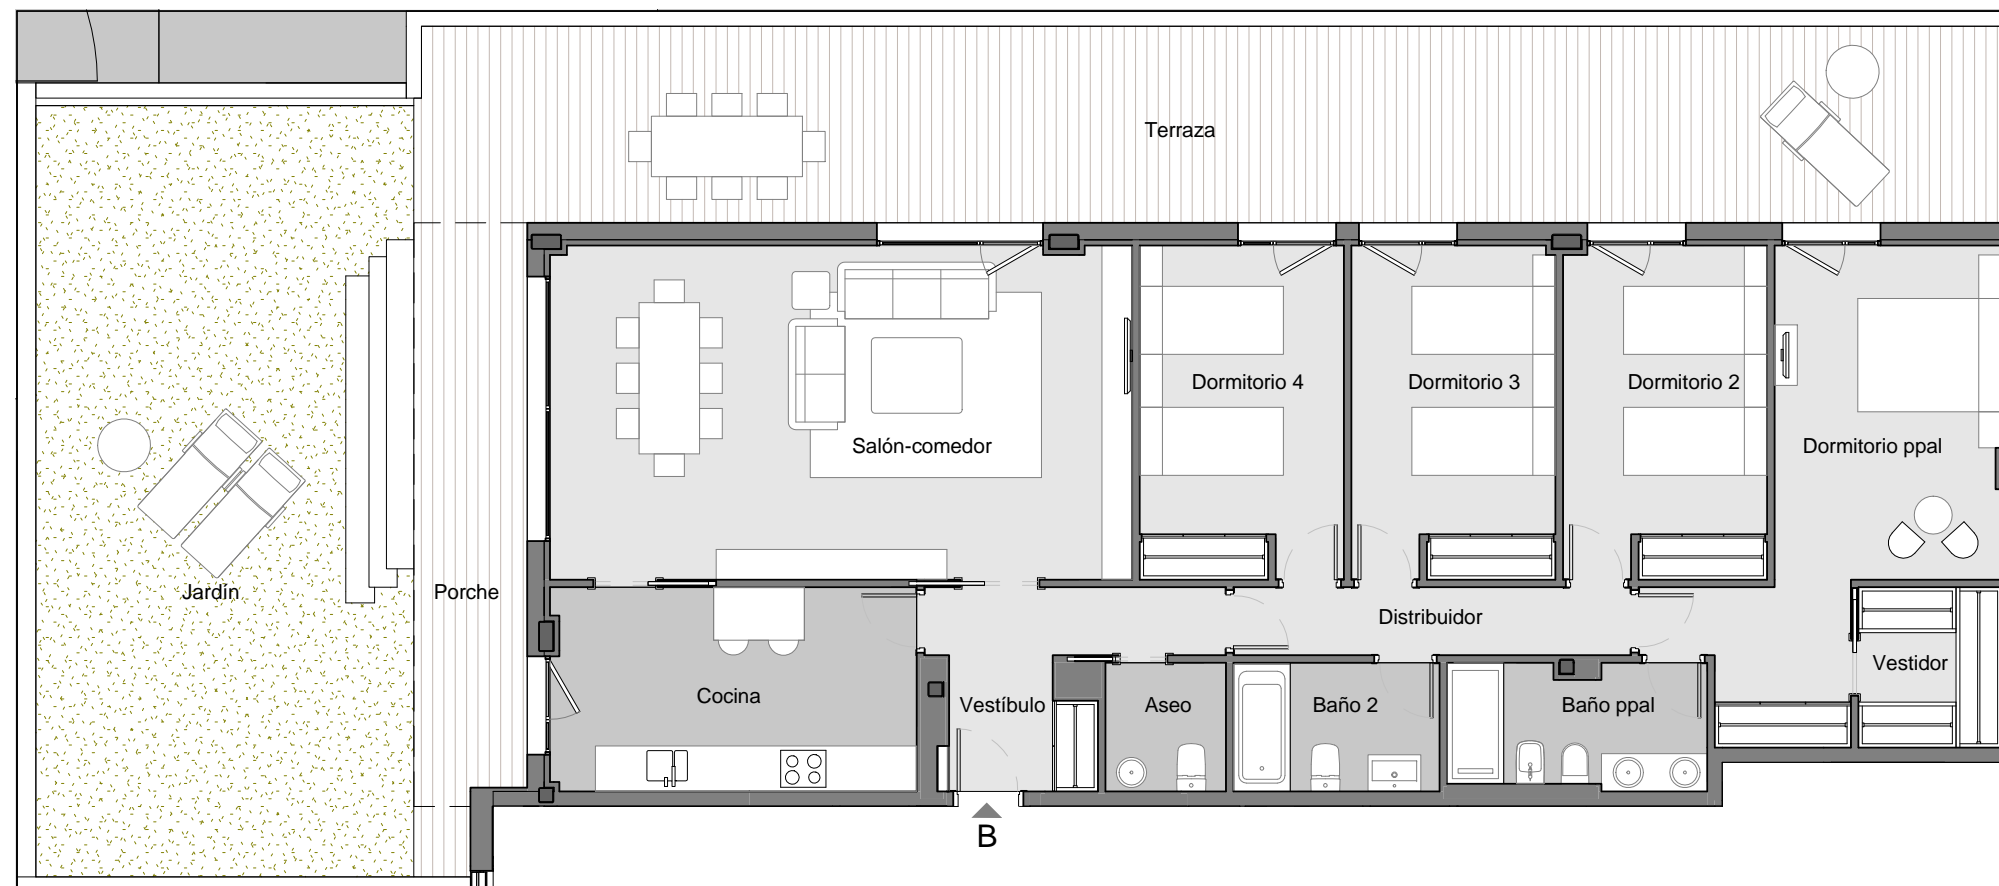 Terraza
Dormitorio 4
Dormitorio 3
Dormitorio 2
Salón-comedor
Dormitorio ppal
Jardín
Porche
Distribuidor
Vestidor
Cocina
Vestíbulo
Aseo
Baño 2
Baño ppal
B